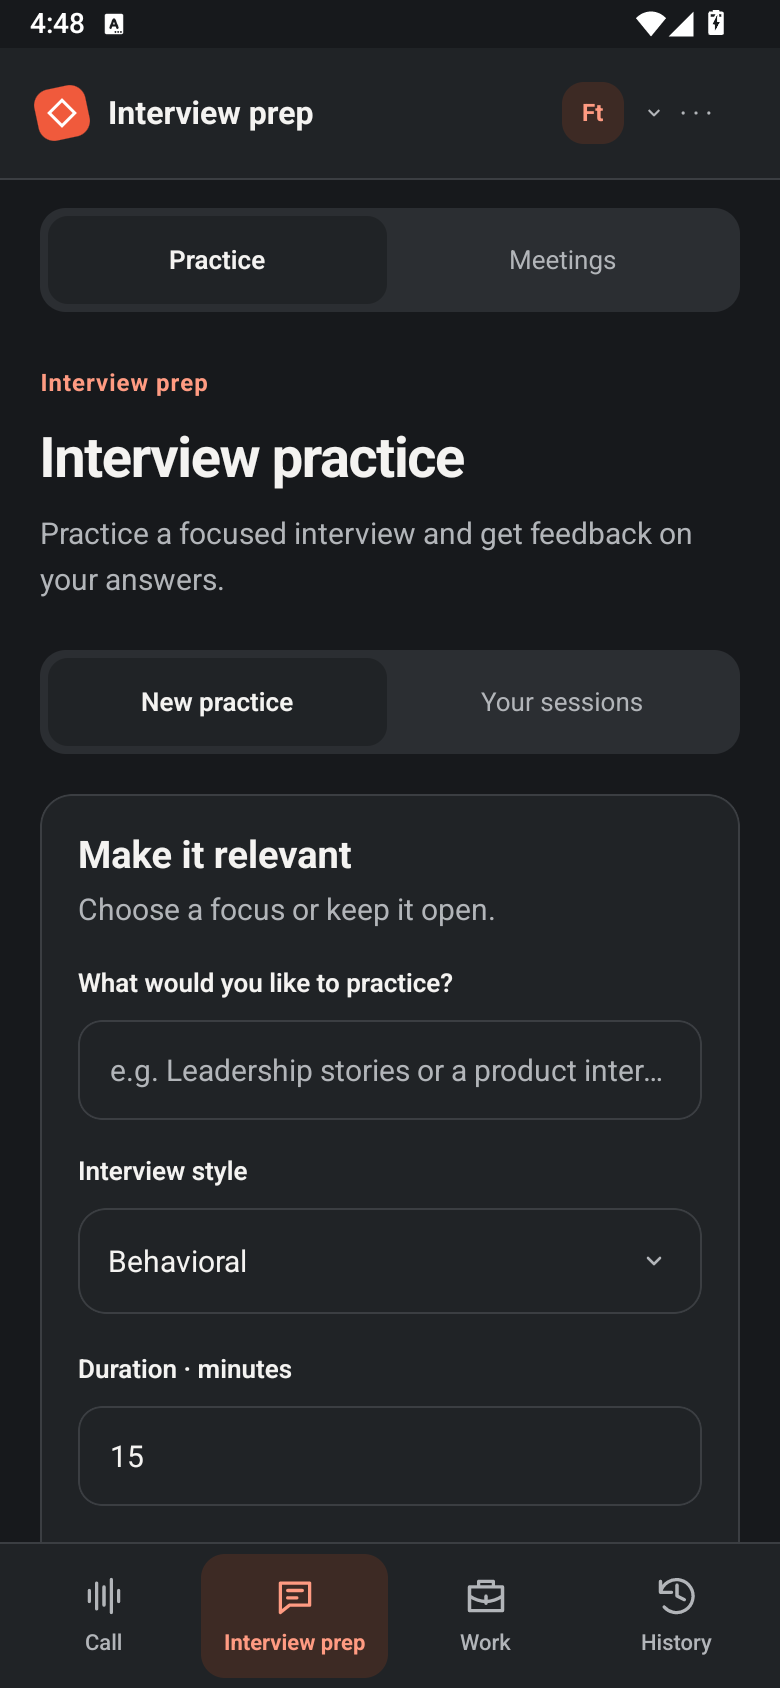 4:48
A
Interview prep
Ft
Practice
Meetings
Interview prep
Interview practice
Practice a focused interview and get feedback on
your answers.
New practice
Your sessions
Make it relevant
Choose a focus or keep it open.
What would you like to practice?
e.g. Leadership stories or a product inter...
Interview style
Behavioral
Duration · minutes
15
Call
Interview prep
Work
History